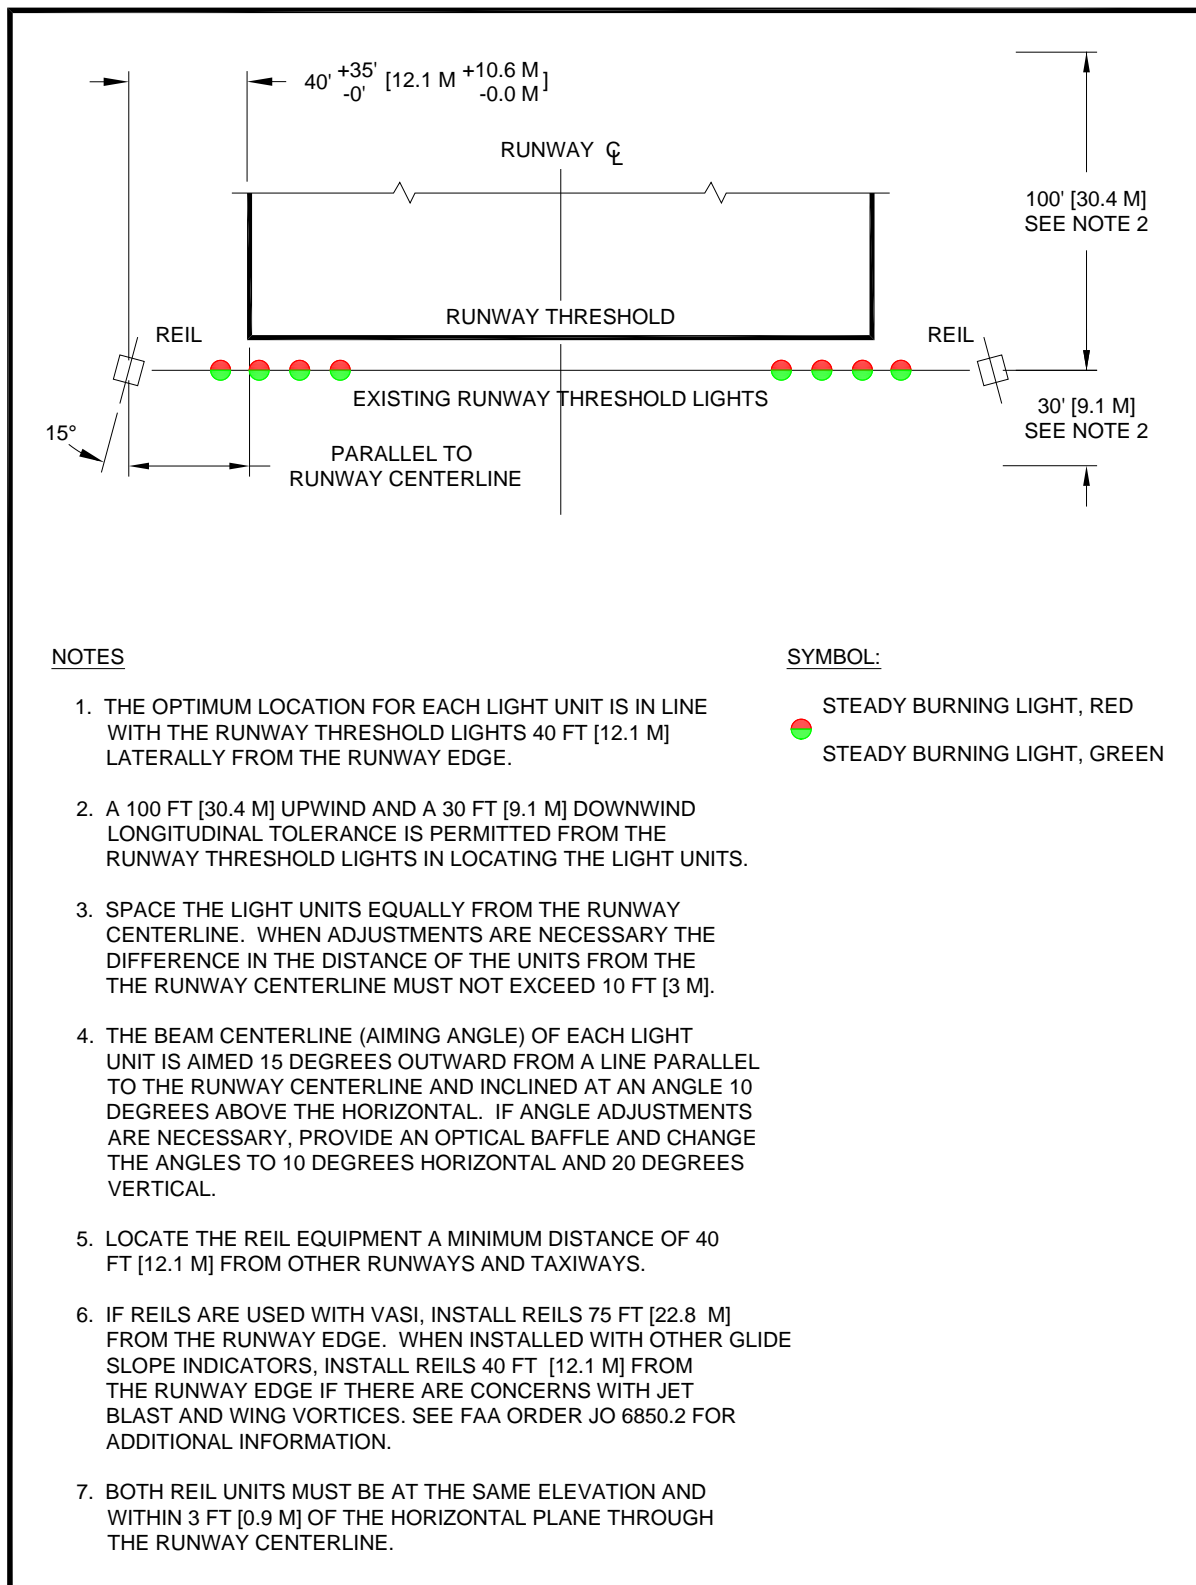 40' +35' -0' [12.1 M +10.6 M -0.0 M]
RUNWAY ℄
100' [30.4 M]
SEE NOTE 2
RUNWAY THRESHOLD
REIL
REIL
EXISTING RUNWAY THRESHOLD LIGHTS
30' [9.1 M]
SEE NOTE 2
15°
PARALLEL TO
RUNWAY CENTERLINE
NOTES
1. THE OPTIMUM LOCATION FOR EACH LIGHT UNIT IS IN LINE
WITH THE RUNWAY THRESHOLD LIGHTS 40 FT [12.1 M]
LATERALLY FROM THE RUNWAY EDGE.
2. A 100 FT [30.4 M] UPWIND AND A 30 FT [9.1 M] DOWNWIND
LONGITUDINAL TOLERANCE IS PERMITTED FROM THE
RUNWAY THRESHOLD LIGHTS IN LOCATING THE LIGHT UNITS.
3. SPACE THE LIGHT UNITS EQUALLY FROM THE RUNWAY
CENTERLINE. WHEN ADJUSTMENTS ARE NECESSARY THE
DIFFERENCE IN THE DISTANCE OF THE UNITS FROM THE
THE RUNWAY CENTERLINE MUST NOT EXCEED 10 FT [3 M].
4. THE BEAM CENTERLINE (AIMING ANGLE) OF EACH LIGHT
UNIT IS AIMED 15 DEGREES OUTWARD FROM A LINE PARALLEL
TO THE RUNWAY CENTERLINE AND INCLINED AT AN ANGLE 10
DEGREES ABOVE THE HORIZONTAL. IF ANGLE ADJUSTMENTS
ARE NECESSARY, PROVIDE AN OPTICAL BAFFLE AND CHANGE
THE ANGLES TO 10 DEGREES HORIZONTAL AND 20 DEGREES
VERTICAL.
5. LOCATE THE REIL EQUIPMENT A MINIMUM DISTANCE OF 40
FT [12.1 M] FROM OTHER RUNWAYS AND TAXIWAYS.
6. IF REILS ARE USED WITH VASI, INSTALL REILS 75 FT [22.8 M]
FROM THE RUNWAY EDGE. WHEN INSTALLED WITH OTHER GLIDE
SLOPE INDICATORS, INSTALL REILS 40 FT [12.1 M] FROM
THE RUNWAY EDGE IF THERE ARE CONCERNS WITH JET
BLAST AND WING VORTICES. SEE FAA ORDER JO 6850.2 FOR
ADDITIONAL INFORMATION.
7. BOTH REIL UNITS MUST BE AT THE SAME ELEVATION AND
WITHIN 3 FT [0.9 M] OF THE HORIZONTAL PLANE THROUGH
THE RUNWAY CENTERLINE.
SYMBOL:
STEADY BURNING LIGHT, RED
STEADY BURNING LIGHT, GREEN